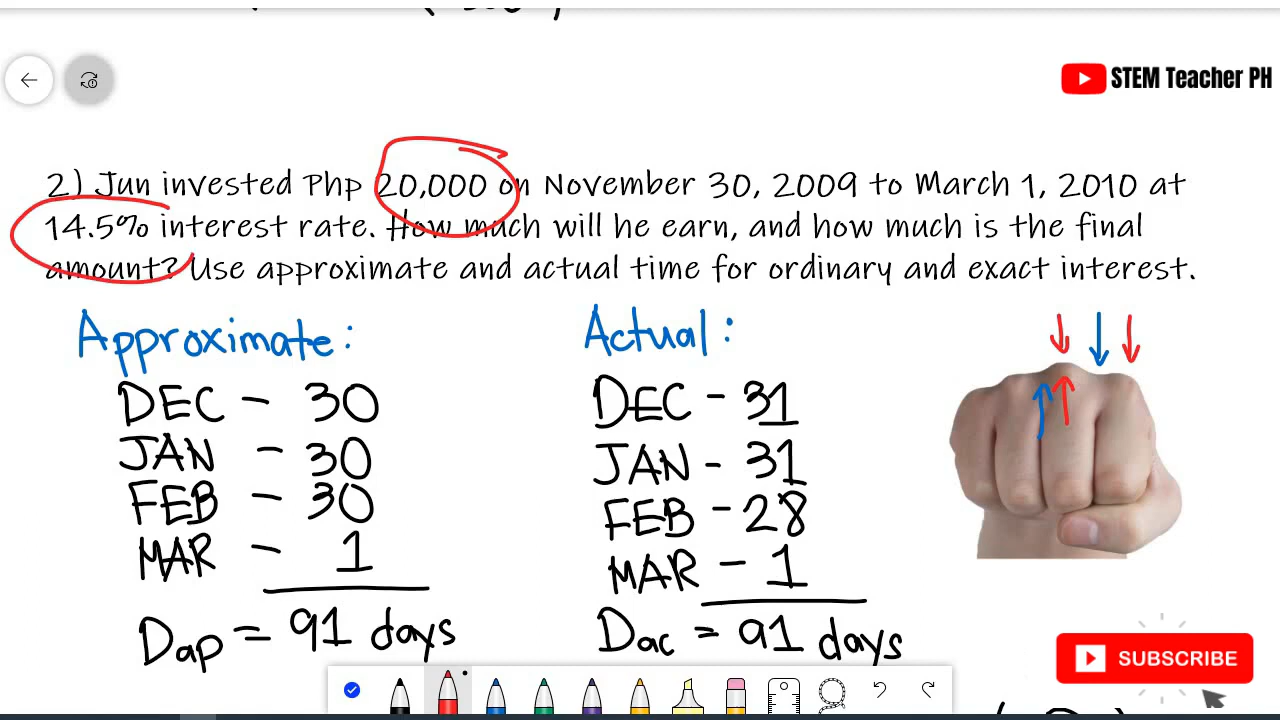 STEM Teacher PH
2) Jun invested Php 20,000 on November 30, 2009 to March 1, 2010 at
14.5% interest rate. How much will he earn, and how much is the final
amount? Use approximate and actual time for ordinary and exact interest.
Approximate:
DEC - 30
JAN - 30
FEB - 30
MAR - 1
Dap = 91 days
Actual:
DEC - 31
JAN - 31
FEB - 28
MAR - 1
Dac = 91 days
SUBSCRIBE